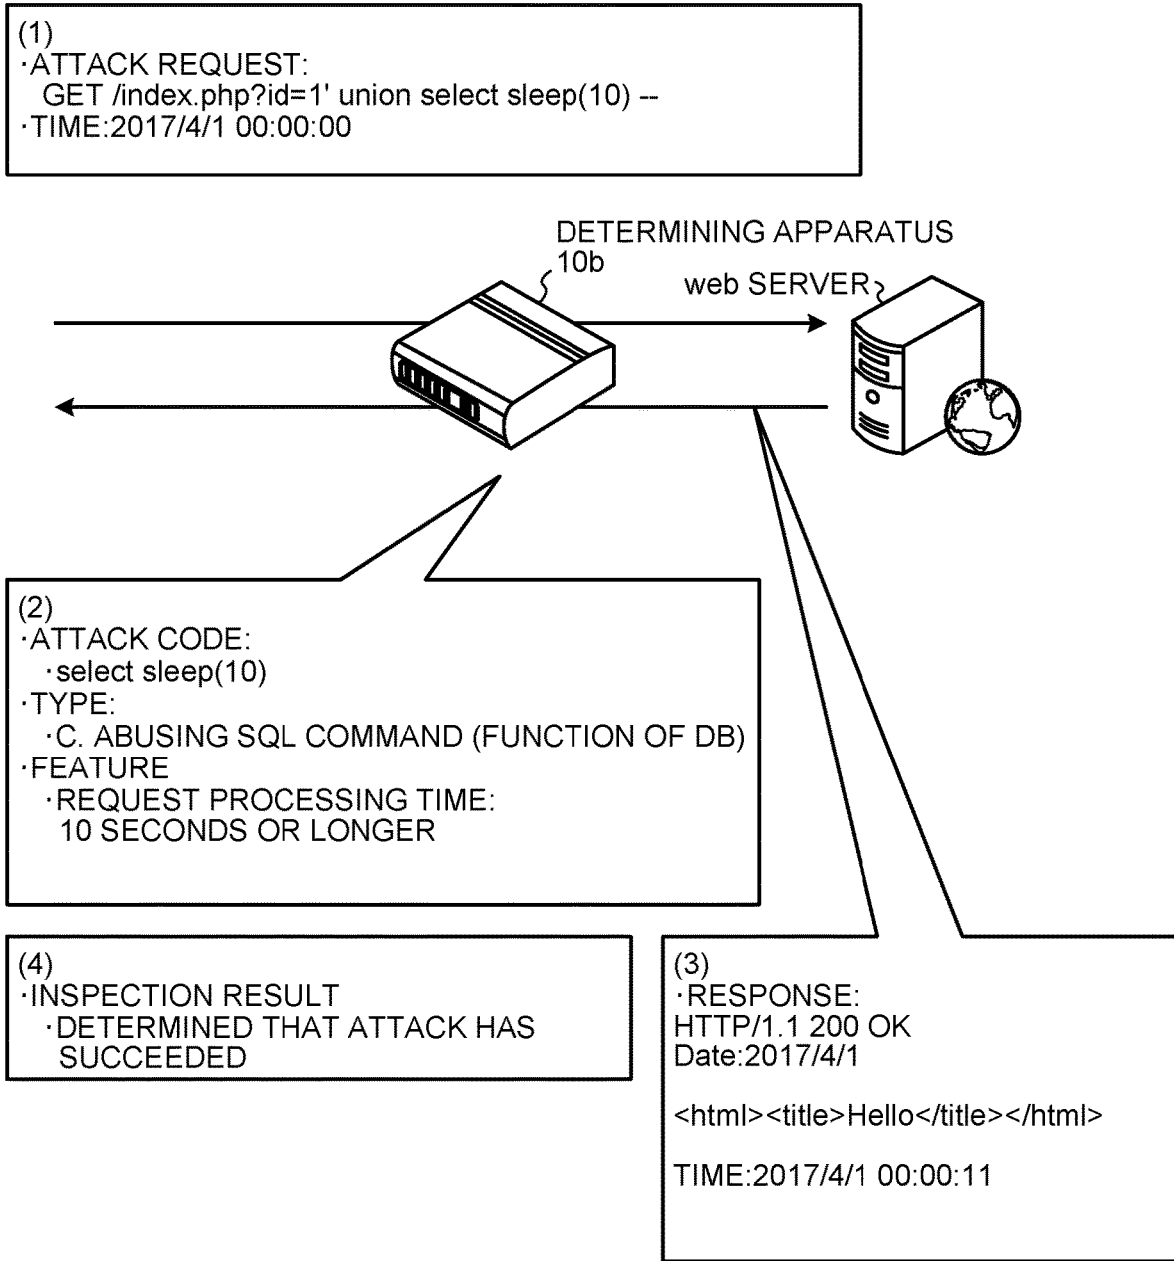 (1)
·ATTACK REQUEST:
GET /index.php?id=1' union select sleep(10) --
·TIME:2017/4/1 00:00:00
DETERMINING APPARATUS
10b
web SERVER
(2)
·ATTACK CODE:
·select sleep(10)
·TYPE:
·C. ABUSING SQL COMMAND (FUNCTION OF DB)
·FEATURE
·REQUEST PROCESSING TIME:
10 SECONDS OR LONGER
(4)
·INSPECTION RESULT
·DETERMINED THAT ATTACK HAS
SUCCEEDED
(3)
·RESPONSE:
HTTP/1.1 200 OK
Date:2017/4/1
<html><title>Hello</title></html>
TIME:2017/4/1 00:00:11